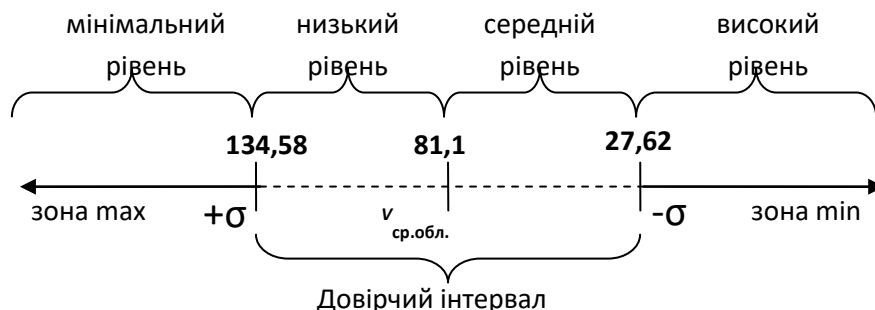 мінімальний низький середній високий
рівень рівень рівень рівень
134,58 81,1 27,62
зона max +σ v ср.обл. -σ зона min
Довірчий інтервал